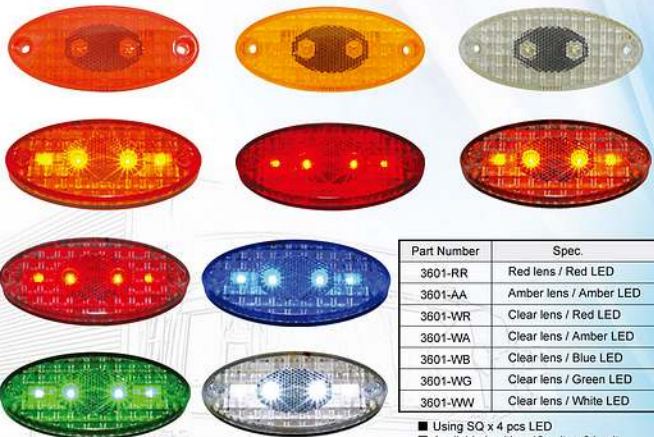 Part Number Spec.
3601-RR Red lens / Red LED
3601-AA Amber lens / Amber LED
3601-WR Clear lens / Red LED
3601-WA Clear lens / Amber LED
3601-WB Clear lens / Blue LED
3601-WG Clear lens / Green LED
3601-WW Clear lens / White LED
■ Using SQ x 4 pcs LED